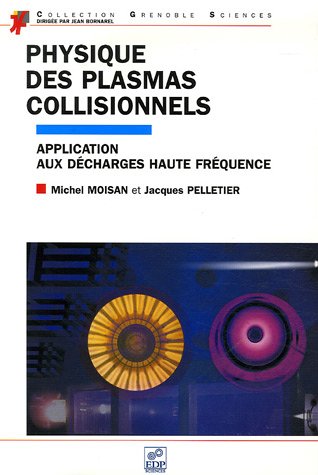 COLLECTION GRENOBLE SCIENCES
DIRIGÉE PAR JEAN BORNAREL
PHYSIQUE
DES PLASMAS
COLLISIONNELS
APPLICATION
AUX DÉCHARGES HAUTE FRÉQUENCE
Michel MOISAN et Jacques PELLETIER
EDP
SCIENCES